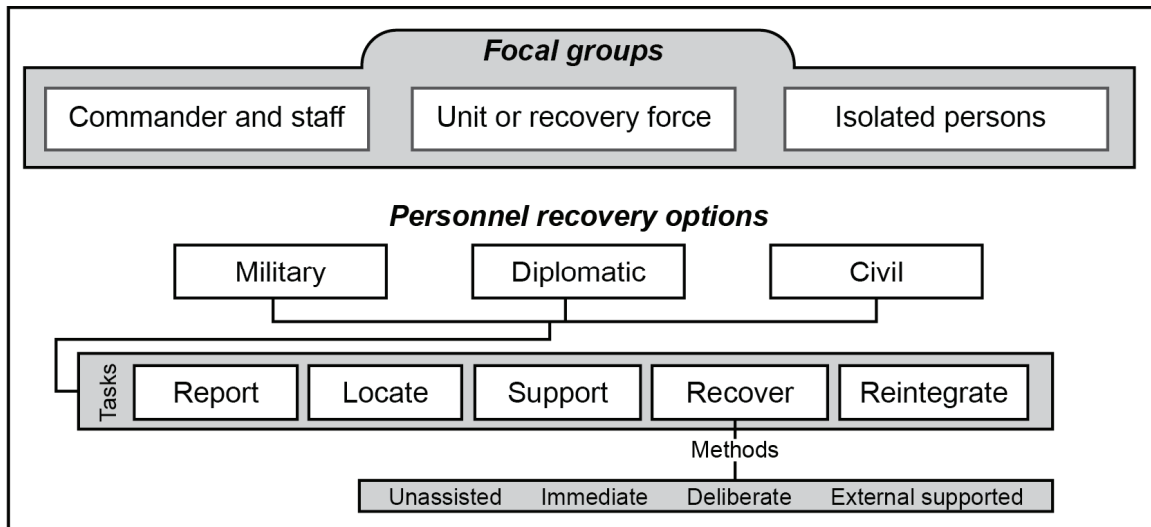 Focal groups
Commander and staff
Unit or recovery force
Isolated persons
Personnel recovery options
Military
Diplomatic
Civil
Tasks
Report
Locate
Support
Recover
Reintegrate
Methods
Unassisted Immediate Deliberate External supported